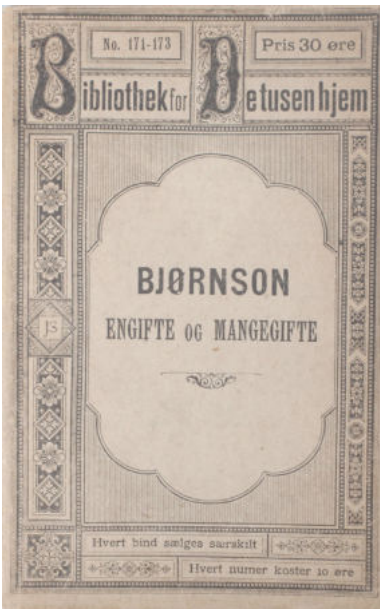 No. 171-173
Pris 30 øre
Bibliothek for De tusen hjem
BJØRNSON
ENGIFTE OG MANGEGIFTE
JS
Hvert bind sælges særskilt
Hvert numer koster 10 øre